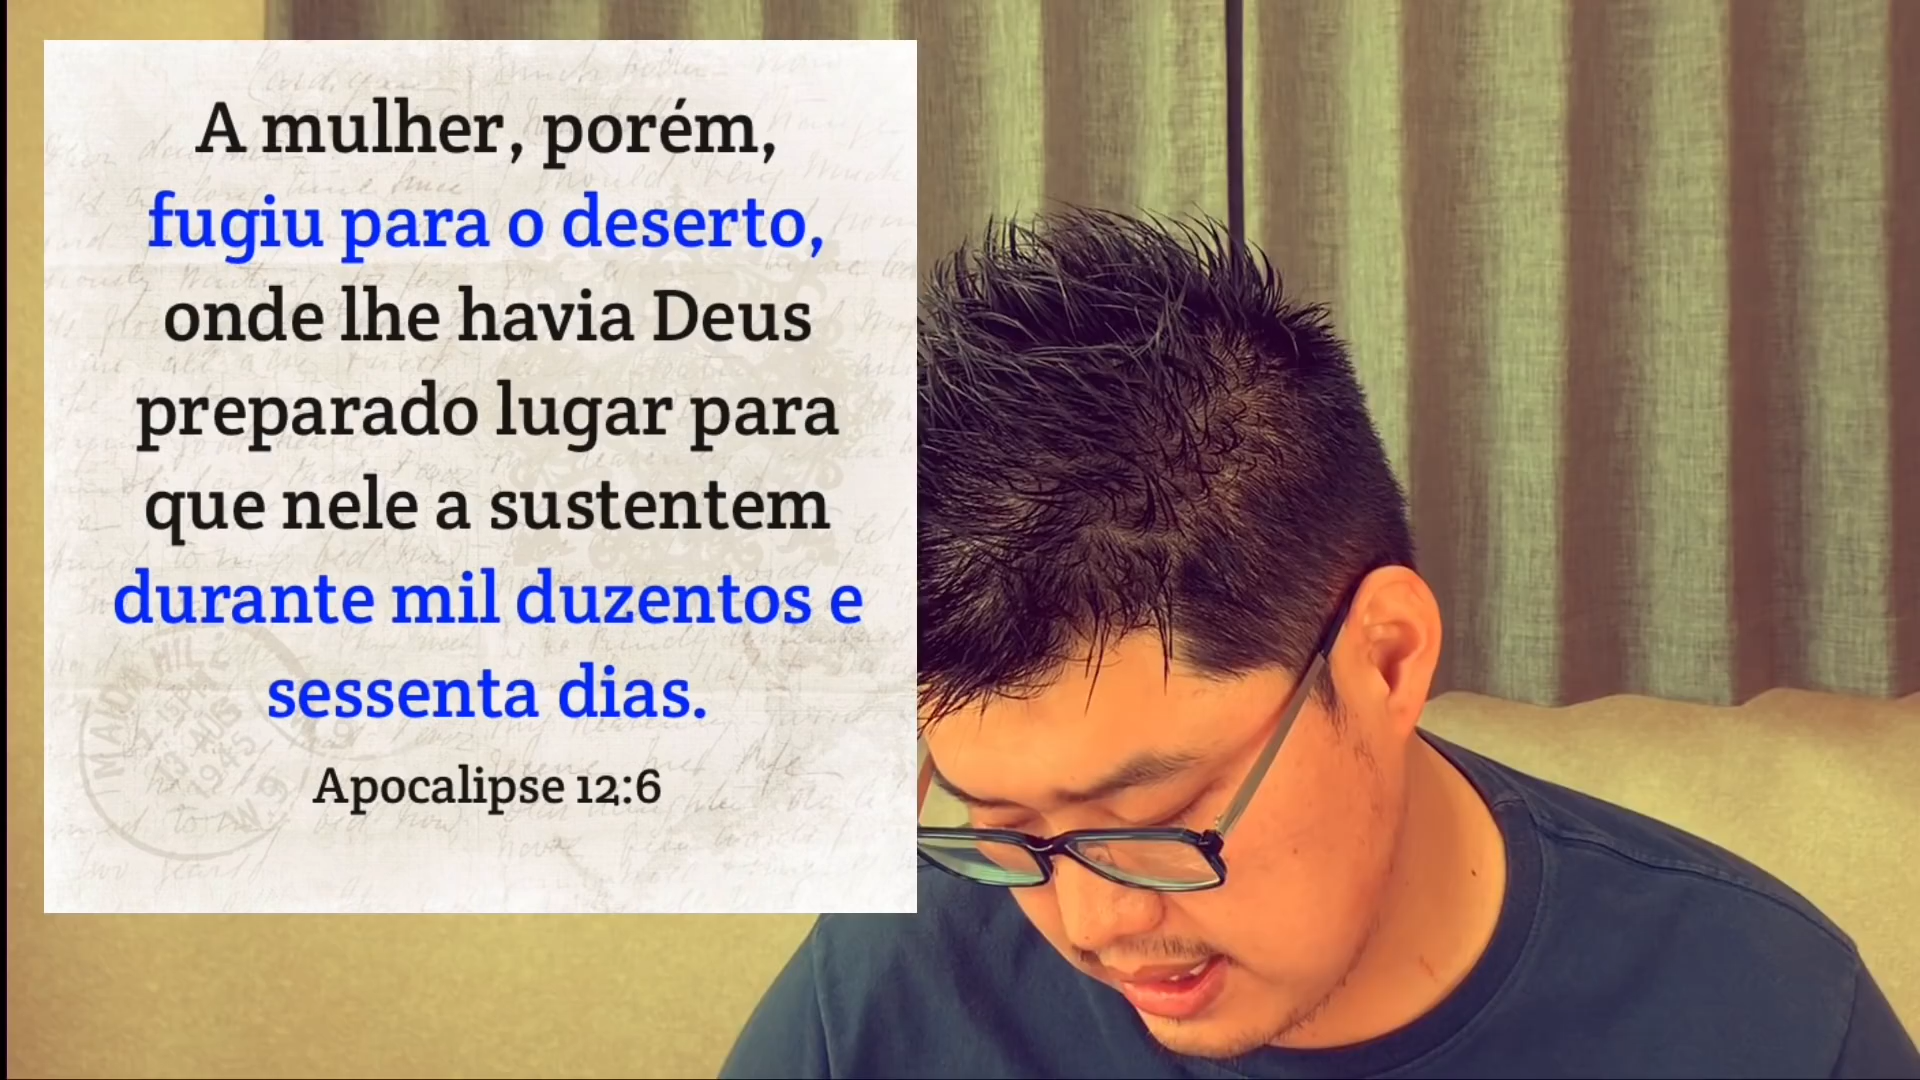 A mulher, porém,
fugiu para o deserto,
onde lhe havia Deus
preparado lugar para
que nele a sustentem
durante mil duzentos e
sessenta dias.
Apocalipse 12:6